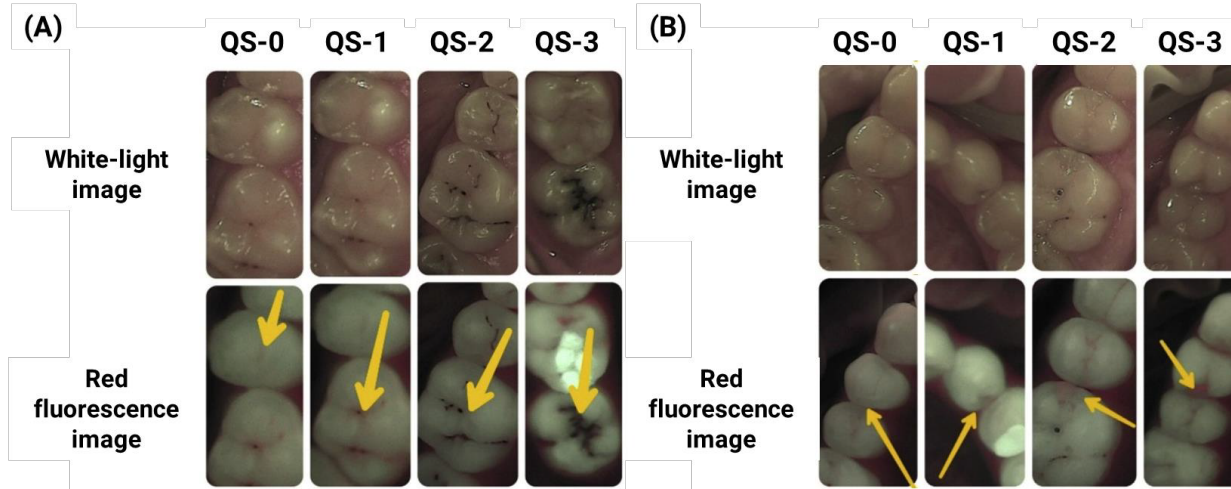 (A)
QS-0 QS-1 QS-2 QS-3
White-light
image
Red
fluorescence
image
(B)
QS-0 QS-1 QS-2 QS-3
White-light
image
Red
fluorescence
image